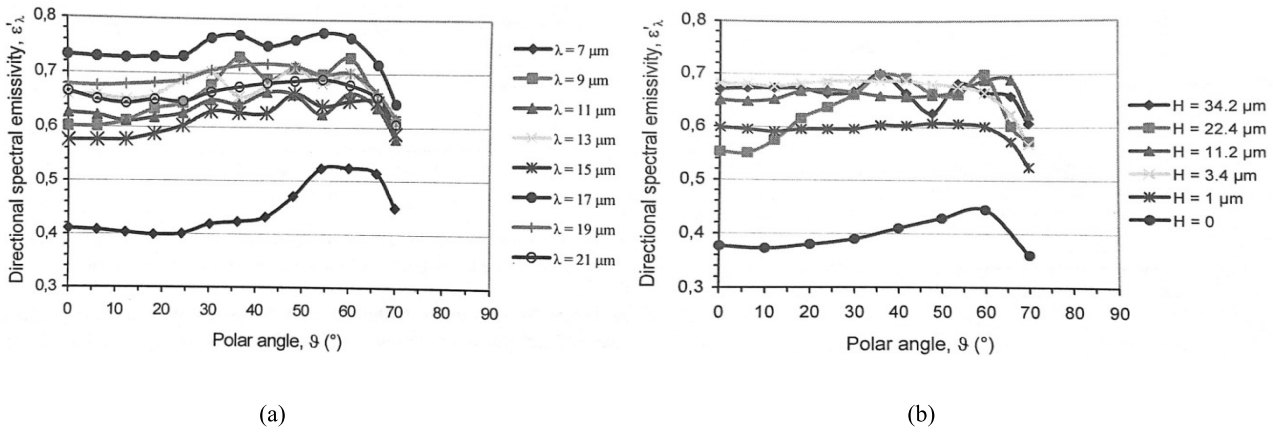 Directional spectral emissivity, ε'λ
0,8
0,7
0,6
0,5
0,4
0,3
0 10 20 30 40 50 60 70 80 90
Polar angle, ϑ (°)
λ = 7 µm
λ = 9 µm
λ = 11 µm
λ = 13 µm
λ = 15 µm
λ = 17 µm
λ = 19 µm
λ = 21 µm
(a)
Directional spectral emissivity, ε'λ
0,8
0,7
0,6
0,5
0,4
0,3
0 10 20 30 40 50 60 70 80 90
Polar angle, ϑ (°)
H = 34.2 µm
H = 22.4 µm
H = 11.2 µm
H = 3.4 µm
H = 1 µm
H = 0
(b)